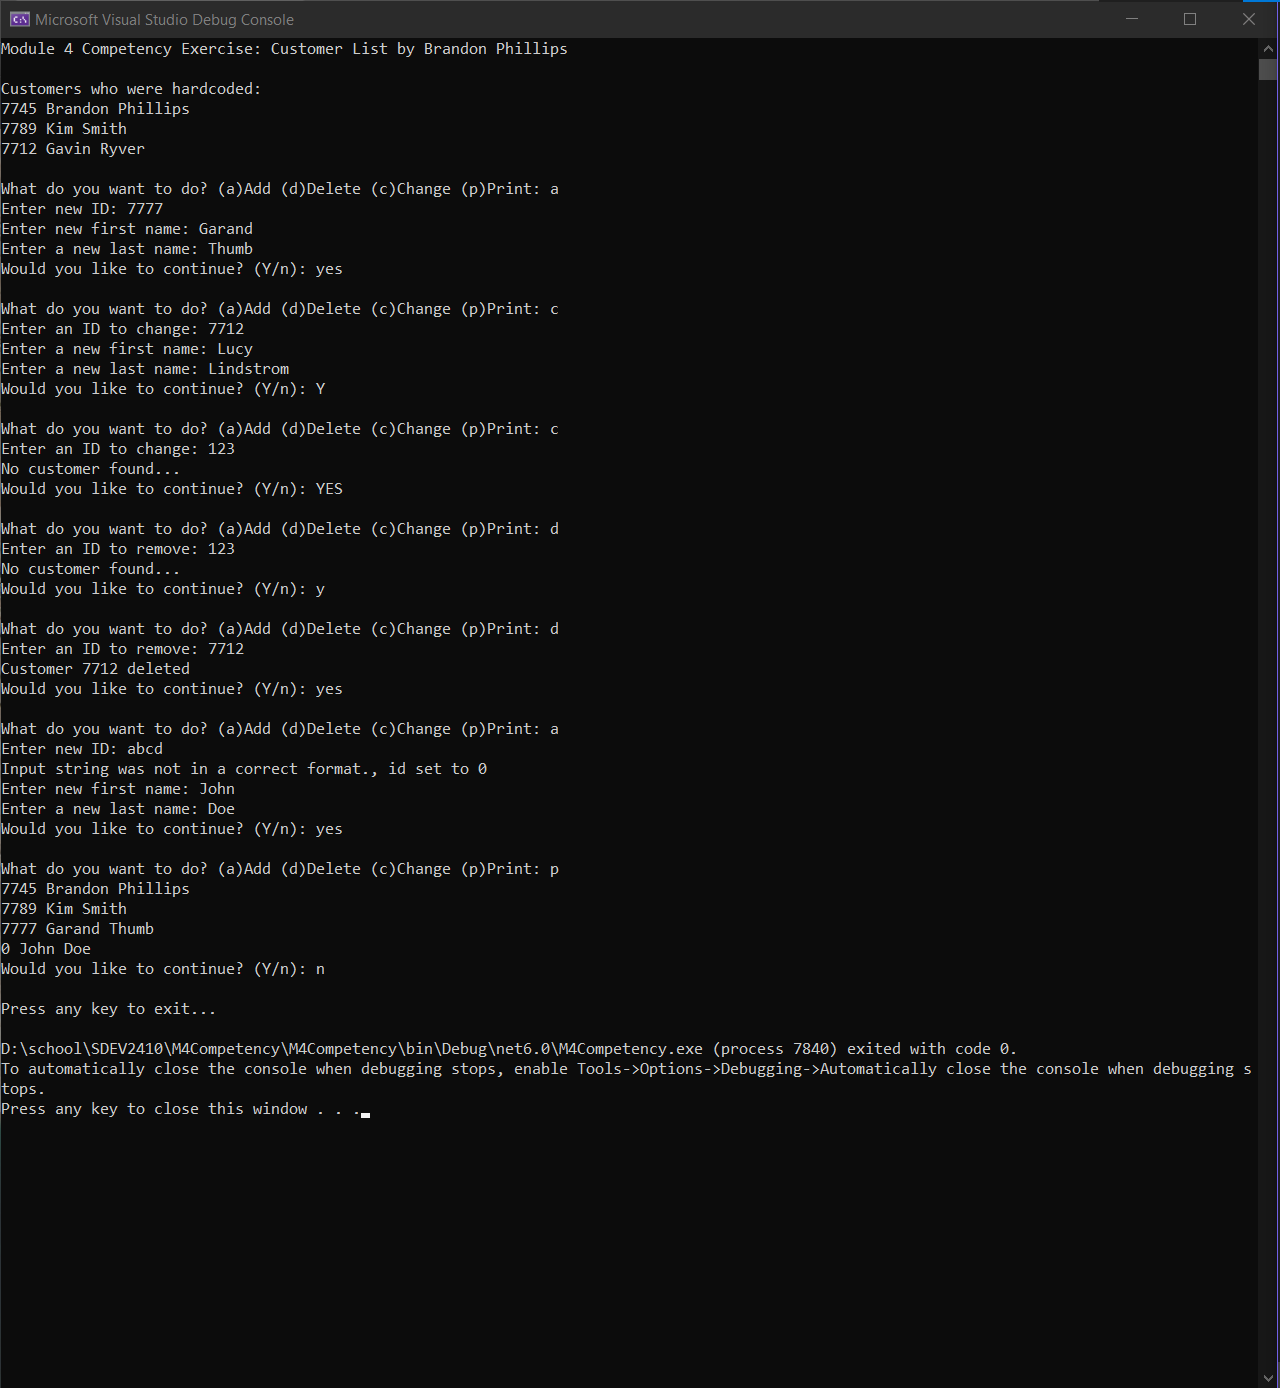 Microsoft Visual Studio Debug Console
Module 4 Competency Exercise: Customer List by Brandon Phillips
Customers who were hardcoded:
7745 Brandon Phillips
7789 Kim Smith
7712 Gavin Ryver
What do you want to do? (a)Add (d)Delete (c)Change (p)Print: a
Enter new ID: 7777
Enter new first name: Garand
Enter a new last name: Thumb
Would you like to continue? (Y/n): yes
What do you want to do? (a)Add (d)Delete (c)Change (p)Print: c
Enter an ID to change: 7712
Enter a new first name: Lucy
Enter a new last name: Lindstrom
Would you like to continue? (Y/n): Y
What do you want to do? (a)Add (d)Delete (c)Change (p)Print: c
Enter an ID to change: 123
No customer found...
Would you like to continue? (Y/n): YES
What do you want to do? (a)Add (d)Delete (c)Change (p)Print: d
Enter an ID to remove: 123
No customer found...
Would you like to continue? (Y/n): y
What do you want to do? (a)Add (d)Delete (c)Change (p)Print: d
Enter an ID to remove: 7712
Customer 7712 deleted
Would you like to continue? (Y/n): yes
What do you want to do? (a)Add (d)Delete (c)Change (p)Print: a
Enter new ID: abcd
Input string was not in a correct format., id set to 0
Enter new first name: John
Enter a new last name: Doe
Would you like to continue? (Y/n): yes
What do you want to do? (a)Add (d)Delete (c)Change (p)Print: p
7745 Brandon Phillips
7789 Kim Smith
7777 Garand Thumb
0 John Doe
Would you like to continue? (Y/n): n
Press any key to exit...
D:\school\SDEV2410\M4Competency\M4Competency\bin\Debug\net6.0\M4Competency.exe (process 7840) exited with code 0.
To automatically close the console when debugging stops, enable Tools->Options->Debugging->Automatically close the console when debugging s
tops.
Press any key to close this window . . .